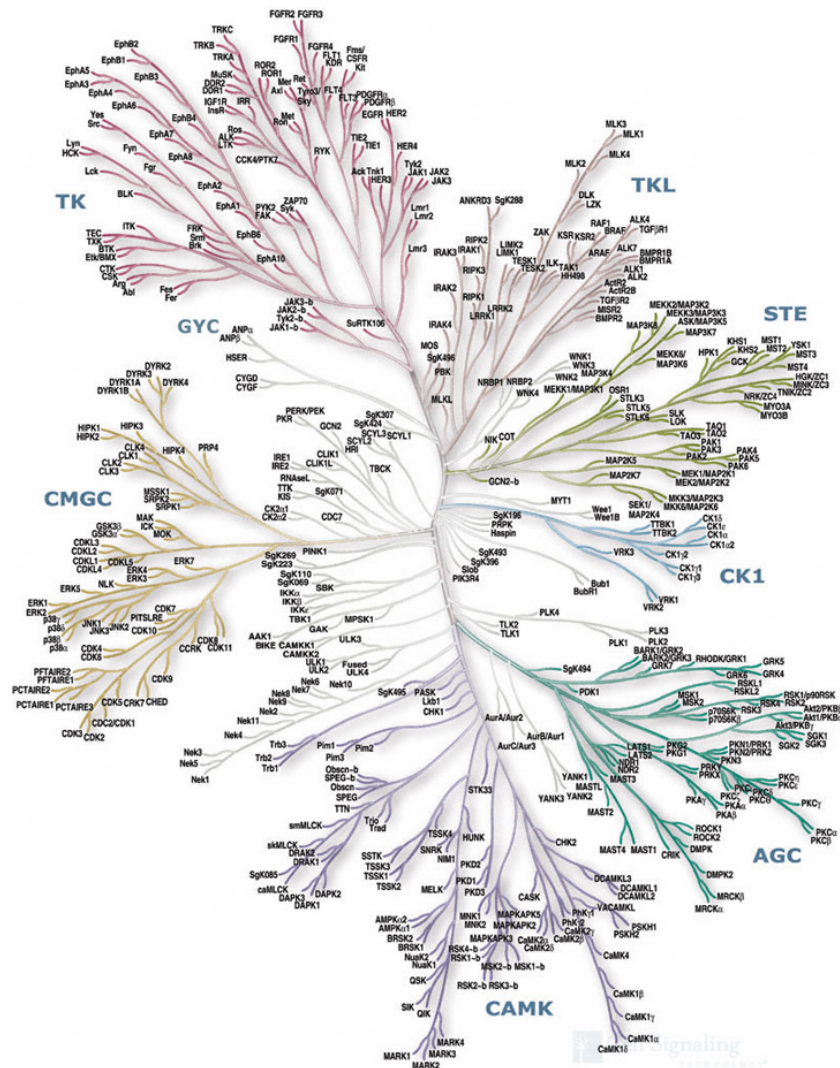 TK
EphB2
EphB1
EphA5
EphA3
EphA4
EphB3
EphA6
EphA7
EphB4
EphA8
EphA2
EphA1
EphB6
EphA10
Yes
Src
Lyn
HCK
Fyn
Fgr
Lck
BLK
FRK
Srm
Brk
ITK
TEC
TXK
BTK
Etk/BMX
CTK
CSK
Arg
Abl
Fes
Fer
PYK2
FAK
ZAP70
Syk
TRKC
TRKB
TRKA
MuSK
ROR2
ROR1
DDR2
DDR1
IGF1R
IRR
InsR
Ros
ALK
LTK
CCK4/PTK7
Mer
Axl
Tyro3/
Sky
Ret
Met
Ron
RYK
FGFR2
FGFR3
FGFR1
FGFR4
FLT1
KDR
Fms/
CSFR
Kit
FLT4
FLT3
PDGFRα
PDGFRβ
EGFR
HER2
TIE2
TIE1
HER4
HER3
Ack
Tnk1
Tyk2
JAK1
JAK2
JAK3
Lmr1
Lmr2
Lmr3
JAK3~b
JAK2~b
Tyk2~b
JAK1~b
SuRTK106
TKL
MLK3
MLK1
MLK4
MLK2
DLK
LZK
ANKRD3
SgK288
ZAK
RIPK2
IRAK3
IRAK1
LIMK2
LIMK1
TESK1
TESK2
RIPK3
IRAK2
RIPK1
LRRK2
LRRK1
IRAK4
ILK
TAK1
HH498
KSR1
KSR2
RAF1
BRAF
ARAF
ALK4
TGFβR1
ALK7
BMPR1B
BMPR1A
ALK1
ALK2
ActR2
ActR2B
TGFβR2
MISR2
BMPR2
MOS
SgK496
PBK
MLKL
NRBP1
NRBP2
WNK1
WNK3
WNK2
WNK4
GYC
ANPα
ANPβ
HSER
CYGD
CYGF
STE
MEKK2/MAP3K2
MEKK3/MAP3K3
ASK/MAP3K5
MAP3K8
MAP3K7
MEKK6/
MAP3K6
MAP3K4
MEKK1/MAP3K1
OSR1
STLK3
STLK5
STLK6
NIK
COT
GCN2~b
HPK1
KHS1
KHS2
GCK
MST1
MST2
YSK1
MST3
MST4
HGK/ZC1
MINK/ZC3
TNIK/ZC2
NRK/ZC4
MYO3A
MYO3B
SLK
LOK
TAO1
TAO2
TAO3
PAK1
PAK3
PAK2
PAK4
PAK5
PAK6
MAP2K5
MAP2K7
MEK1/MAP2K1
MEK2/MAP2K2
MKK3/MAP2K3
MKK6/MAP2K6
SEK1/
MAP2K4
CK1
MYT1
Wee1
Wee1B
TTBK1
TTBK2
CK1δ
CK1ε
CK1α
CK1α2
CK1γ2
CK1γ1
CK1γ3
VRK3
VRK1
VRK2
SgK196
PRPK
Haspin
SgK493
SgK396
Slob
PIK3R4
Bub1
BubR1
PLK4
PLK3
PLK1
PLK2
TLK2
TLK1
CMGC
DYRK2
DYRK3
DYRK1A
DYRK1B
DYRK4
HIPK1
HIPK3
HIPK2
HIPK4
PRP4
CLK4
CLK1
CLK2
CLK3
MSSK1
SRPK2
SRPK1
MAK
ICK
MOK
GSK3β
GSK3α
CDKL3
CDKL2
CDKL1
CDKL5
CDKL4
ERK7
ERK4
ERK3
NLK
ERK5
ERK1
ERK2
p38γ
p38δ
p38β
p38α
JNK1
JNK2
JNK3
CDK7
PITSLRE
CDK10
CDK4
CDK6
CDK8
CDK11
CCRK
CDK9
PFTAIRE2
PFTAIRE1
PCTAIRE2
PCTAIRE1
PCTAIRE3
CDK5
CRK7
CHED
CDC2/CDK1
CDK3
CDK2
PERK/PEK
PKR
GCN2
SgK307
SgK424
SCYL3
SCYL2
SCYL1
HRI
CLIK1
CLIK1L
TBCK
IRE1
IRE2
RNAseL
TTK
KIS
SgK071
CK2α1
CK2α2
CDC7
PINK1
SgK269
SgK223
SgK110
SgK069
SBK
IKKα
IKKβ
IKKε
TBK1
MPSK1
GAK
AAK1
BIKE
CAMKK1
CAMKK2
ULK3
ULK1
ULK2
Fused
ULK4
Nek6
Nek7
Nek8
Nek9
Nek10
Nek2
Nek11
Nek4
Nek3
Nek5
Nek1
AGC
BARK1/GRK2
BARK2/GRK3
RHODK/GRK1
GRK5
GRK7
GRK6
GRK4
SgK494
PDK1
RSKL1
RSKL2
MSK1
MSK2
RSK1/p90RSK
RSK4
RSK2
RSK3
p70S6K
p70S6Kβ
Akt2/PKBβ
Akt1/PKBα
Akt3/PKBγ
SGK1
SGK2
SGK3
LATS1
LATS2
NDR1
NDR2
PKG2
PKG1
PKN1/PRK1
PKN2/PRK2
PKN3
PRKY
PRKX
PKCη
PKCε
PKCι
PKCζ
PKCδ
PKCθ
PKCγ
PKCα
PKCβ
PKAγ
PKAα
PKAβ
YANK1
YANK2
YANK3
MASTL
MAST3
MAST2
MAST4
MAST1
ROCK1
ROCK2
CRIK
DMPK
DMPK2
MRCKβ
MRCKα
AurA/Aur2
AurB/Aur1
AurC/Aur3
CAMK
SgK495
PASK
Lkb1
CHK1
Trb3
Trb2
Trb1
Pim1
Pim2
Pim3
Obscn~b
SPEG~b
Obscn
SPEG
TTN
STK33
smMLCK
Trio
Trad
skMLCK
DRAK2
DRAK1
SgK085
caMLCK
DAPK3
DAPK2
DAPK1
TSSK4
SSTK
TSSK3
TSSK1
TSSK2
SNRK
NIM1
HUNK
CHK2
MELK
PKD2
PKD1
PKD3
AMPKα2
AMPKα1
BRSK2
BRSK1
NuaK2
NuaK1
QSK
SIK
QIK
MARK4
MARK1
MARK3
MARK2
MNK1
MNK2
CASK
MAPKAPK5
MAPKAPK2
MAPKAPK3
RSK4~b
RSK1~b
MSK2~b
MSK1~b
RSK2~b
RSK3~b
DCAMKL3
DCAMKL1
DCAMKL2
VACAMKL
PhKγ1
PhKγ2
PSKH1
PSKH2
CaMK2γ
CaMK2α
CaMK2β
CaMK2δ
CaMK4
CaMK1β
CaMK1γ
CaMK1α
CaMK1δ
Signaling